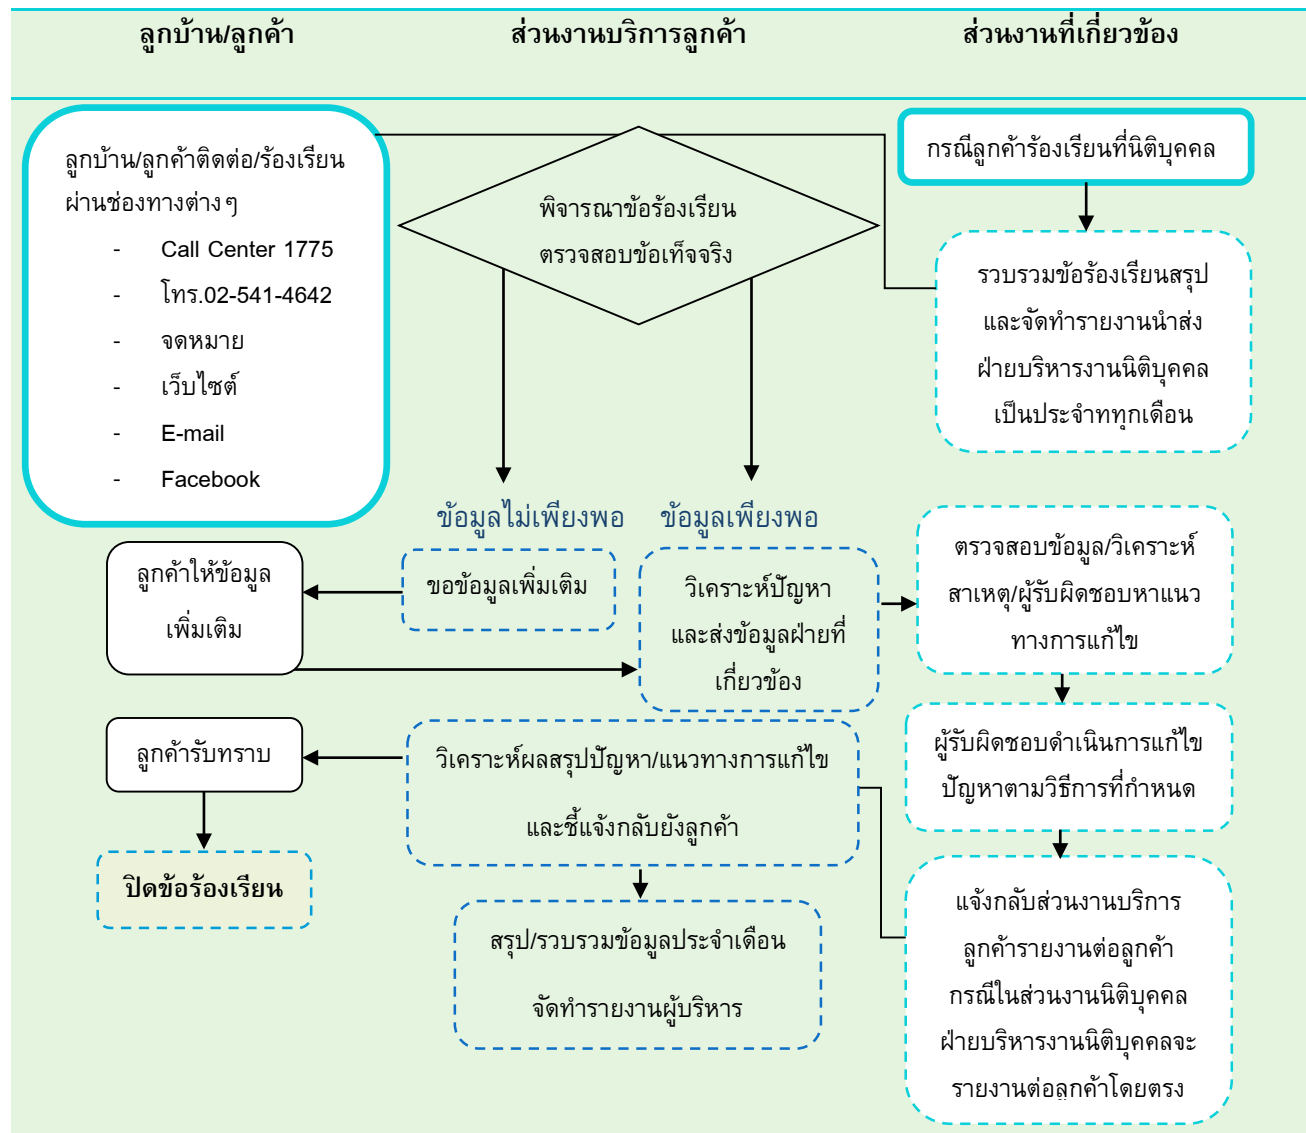 ลูกบ้าน/ลูกค้า
ส่วนงานบริการลูกค้า
ส่วนงานที่เกี่ยวข้อง
ลูกบ้าน/ลูกค้าติดต่อ/ร้องเรียน
ผ่านช่องทางต่าง ๆ
- Call Center 1775
- โทร.02-541-4642
- จดหมาย
- เว็บไซต์
- E-mail
- Facebook
พิจารณาข้อร้องเรียน
ตรวจสอบข้อเท็จจริง
กรณีลูกค้าร้องเรียนที่นิติบุคคล
รวบรวมข้อร้องเรียนสรุป
และจัดทำรายงานนำส่ง
ฝ่ายบริหารงานนิติบุคคล
เป็นประจำททุกเดือน
ข้อมูลไม่เพียงพอ
ข้อมูลเพียงพอ
ลูกค้าให้ข้อมูล
เพิ่มเติม
ขอข้อมูลเพิ่มเติม
วิเคราะห์ปัญหา
และส่งข้อมูลฝ่ายที่
เกี่ยวข้อง
ตรวจสอบข้อมูล/วิเคราะห์
สาเหตุ/ผู้รับผิดชอบหาแนว
ทางการแก้ไข
ลูกค้ารับทราบ
วิเคราะห์ผลสรุปปัญหา/แนวทางการแก้ไข
และชี้แจ้งกลับยังลูกค้า
ผู้รับผิดชอบดำเนินการแก้ไข
ปัญหาตามวิธีการที่กำหนด
ปิดข้อร้องเรียน
สรุป/รวบรวมข้อมูลประจำเดือน
จัดทำรายงานผู้บริหาร
แจ้งกลับส่วนงานบริการ
ลูกค้ารายงานต่อลูกค้า
กรณีในส่วนงานนิติบุคคล
ฝ่ายบริหารงานนิติบุคคลจะ
รายงานต่อลูกค้าโดยตรง